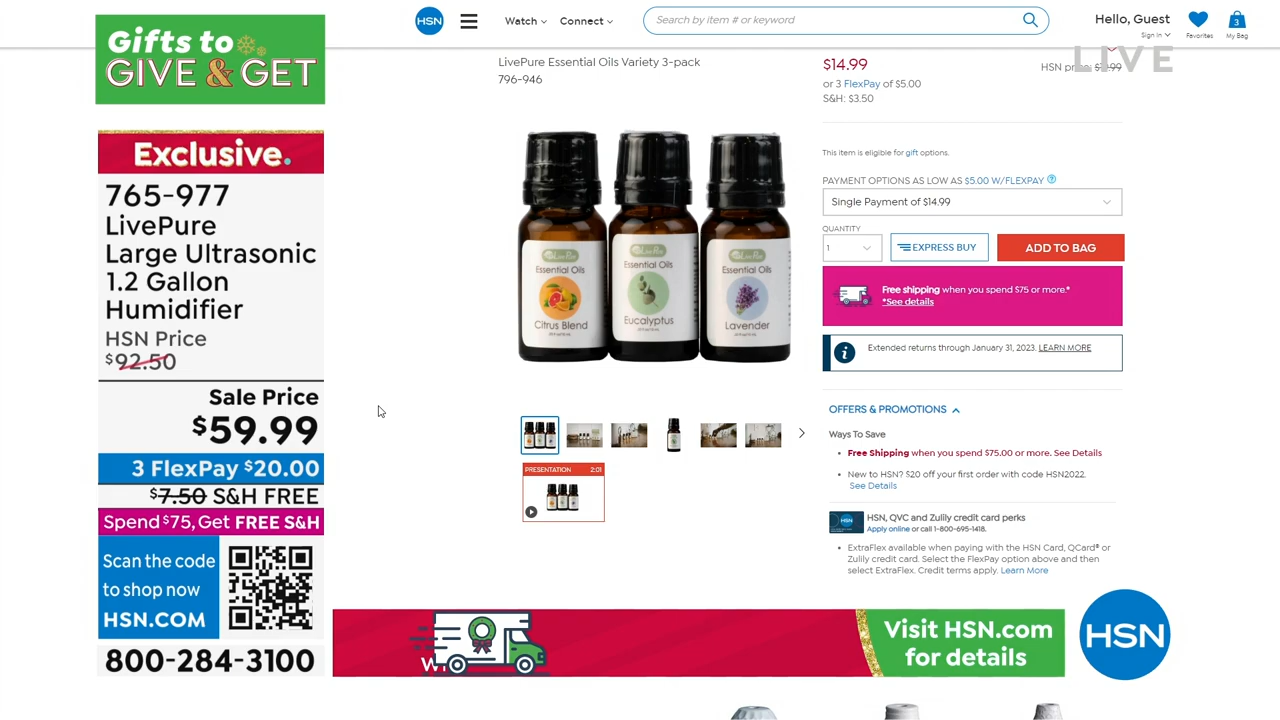 Gifts to
GIVE & GET
Exclusive.
765-977
LivePure
Large Ultrasonic
1.2 Gallon
Humidifier
HSN Price
$92.50
Sale Price
$59.99
3 FlexPay $20.00
$7.50 S&H FREE
Spend $75, Get FREE S&H
Scan the code
to shop now
HSN.COM
800-284-3100
HSN
Watch
Connect
Search by item # or keyword
Hello, Guest
Sign in
Favorites
3
My Bag
LIVE
LivePure Essential Oils Variety 3-pack
796-946
$14.99
HSN price:
or 3 FlexPay of $5.00
S&H: $3.50
This item is eligible for gift options.
PAYMENT OPTIONS AS LOW AS $5.00 W/FLEXPAY
Single Payment of $14.99
QUANTITY
1
EXPRESS BUY
ADD TO BAG
Free shipping when you spend $75 or more.*
*See details
Extended returns through January 31, 2023. LEARN MORE
OFFERS & PROMOTIONS
Ways To Save
Free Shipping when you spend $75.00 or more. See Details
New to HSN? $20 off your first order with code HSN2022.
See Details
HSN, QVC and Zulily credit card perks
Apply online or call 1-800-695-1418.
ExtraFlex available when paying with the HSN Card, QCard® or
Zulily credit card. Select the FlexPay option above and then
select ExtraFlex. Credit terms apply. Learn More
Live Pure
Essential Oils
Citrus Blend
Live Pure
Essential Oils
Eucalyptus
Live Pure
Essential Oils
Lavender
PRESENTATION 2:01
Visit HSN.com
for details
HSN